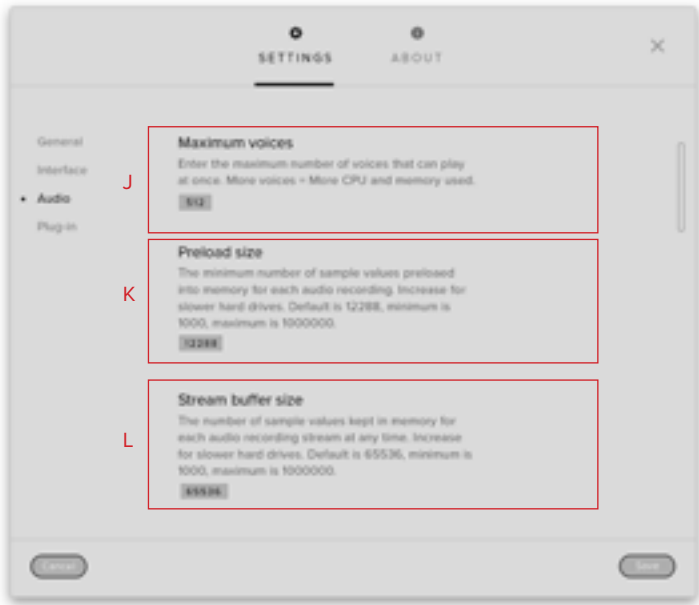 SETTINGS
ABOUT
General
Interface
Audio
Plug-in
J
Maximum voices
Enter the maximum number of voices that can play
at once. More voices = More CPU and memory used.
512
K
Preload size
The minimum number of sample values preloaed
into memory for each audio recording. Increase for
slower hard drives. Default is 12288, minimum is
1000, maximum is 1000000.
12288
L
Stream buffer size
The number of sample values kept in memory for
each audio recording stream at any time. Increase
for slower hard drives. Default is 65536, minimum is
1000, maximum is 1000000.
65536
Cancel
Save